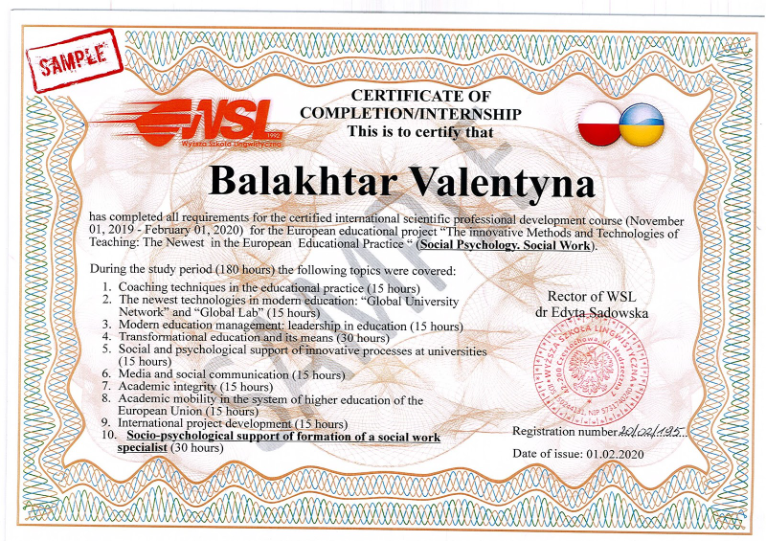 SAMPLE
WSL
1992
Wyższa Szkoła Lingwistyczna
CERTIFICATE OF
COMPLETION/INTERNSHIP
This is to certify that
Balakhtar Valentyna
has completed all requirements for the certified international scientific professional development course (November
01, 2019 - February 01, 2020) for the European educational project “The innovative Methods and Technologies of
Teaching: The Newest in the European Educational Practice “ (Social Psychology. Social Work).
During the study period (180 hours) the following topics were covered:
1. Coaching techniques in the educational practice (15 hours)
2. The newest technologies in modern education: “Global University
Network” and “Global Lab” (15 hours)
3. Modern education management: leadership in education (15 hours)
4. Transformational education and its means (30 hours)
5. Social and psychological support of innovative processes at universities
(15 hours)
6. Media and social communication (15 hours)
7. Academic integrity (15 hours)
8. Academic mobility in the system of higher education of the
European Union (15 hours)
9. International project development (15 hours)
10. Socio-psychological support of formation of a social work
specialist (30 hours)
Rector of WSL
dr Edyta Sadowska
WYŻSZA SZKOŁA LINGWISTYCZNA
Registration number 20/02/195
Date of issue: 01.02.2020
SAMPLE